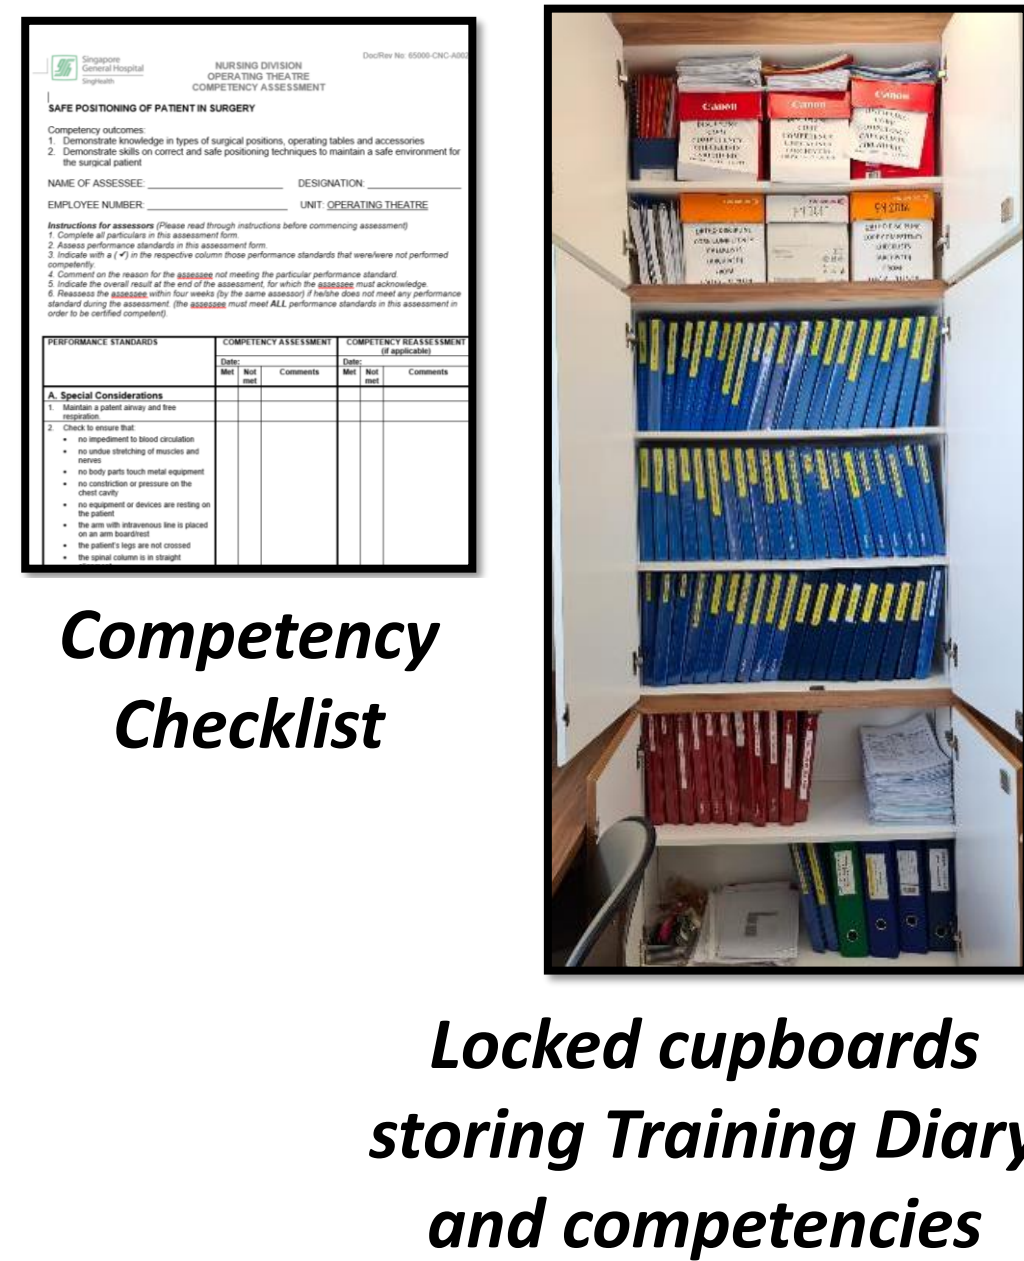 Singapore
General Hospital
SingHealth
Doc/Rev No: 65000-CNC-A002
NURSING DIVISION
OPERATING THEATRE
COMPETENCY ASSESSMENT
SAFE POSITIONING OF PATIENT IN SURGERY
Competency outcomes:
1. Demonstrate knowledge in types of surgical positions, operating tables and accessories
2. Demonstrate skills on correct and safe positioning techniques to maintain a safe environment for
the surgical patient
NAME OF ASSESSEE: DESIGNATION:
EMPLOYEE NUMBER: UNIT: OPERATING THEATRE
Instructions for assessors (Please read through instructions before commencing assessment)
1. Complete all particulars in this assessment form.
2. Assess performance standards in this assessment form.
3. Indicate with a (✓) in the respective column those performance standards that were/were not performed
competently.
4. Comment on the reason for the assessee not meeting the particular performance standard.
5. Indicate the overall result at the end of the assessment, for which the assessee must acknowledge.
6. Reassess the assessee within four weeks (by the same assessor) if he/she does not meet any performance
standard during the assessment. (the assessee must meet ALL performance standards in this assessment in
order to be certified competent).
PERFORMANCE STANDARDS COMPETENCY ASSESSMENT COMPETENCY REASSESSMENT
(if applicable)
Date: Date:
Met Not met Comments Met Not met Comments
A. Special Considerations
1. Maintain a patent airway and free
respiration.
2. Check to ensure that:
• no impediment to blood circulation
• no undue stretching of muscles and
nerves
• no body parts touch metal equipment
• no constriction or pressure on the
chest cavity
• no equipment or devices are resting on
the patient
• the arm with intravenous line is placed
on an arm board/rest
• the patient's legs are not crossed
• the spinal column is in straight
Competency
Checklist
Canon
Canon
Canon
CORE
COMPETENCY
CHECKLISTS
Locked cupboards
storing Training Diary
and competencies